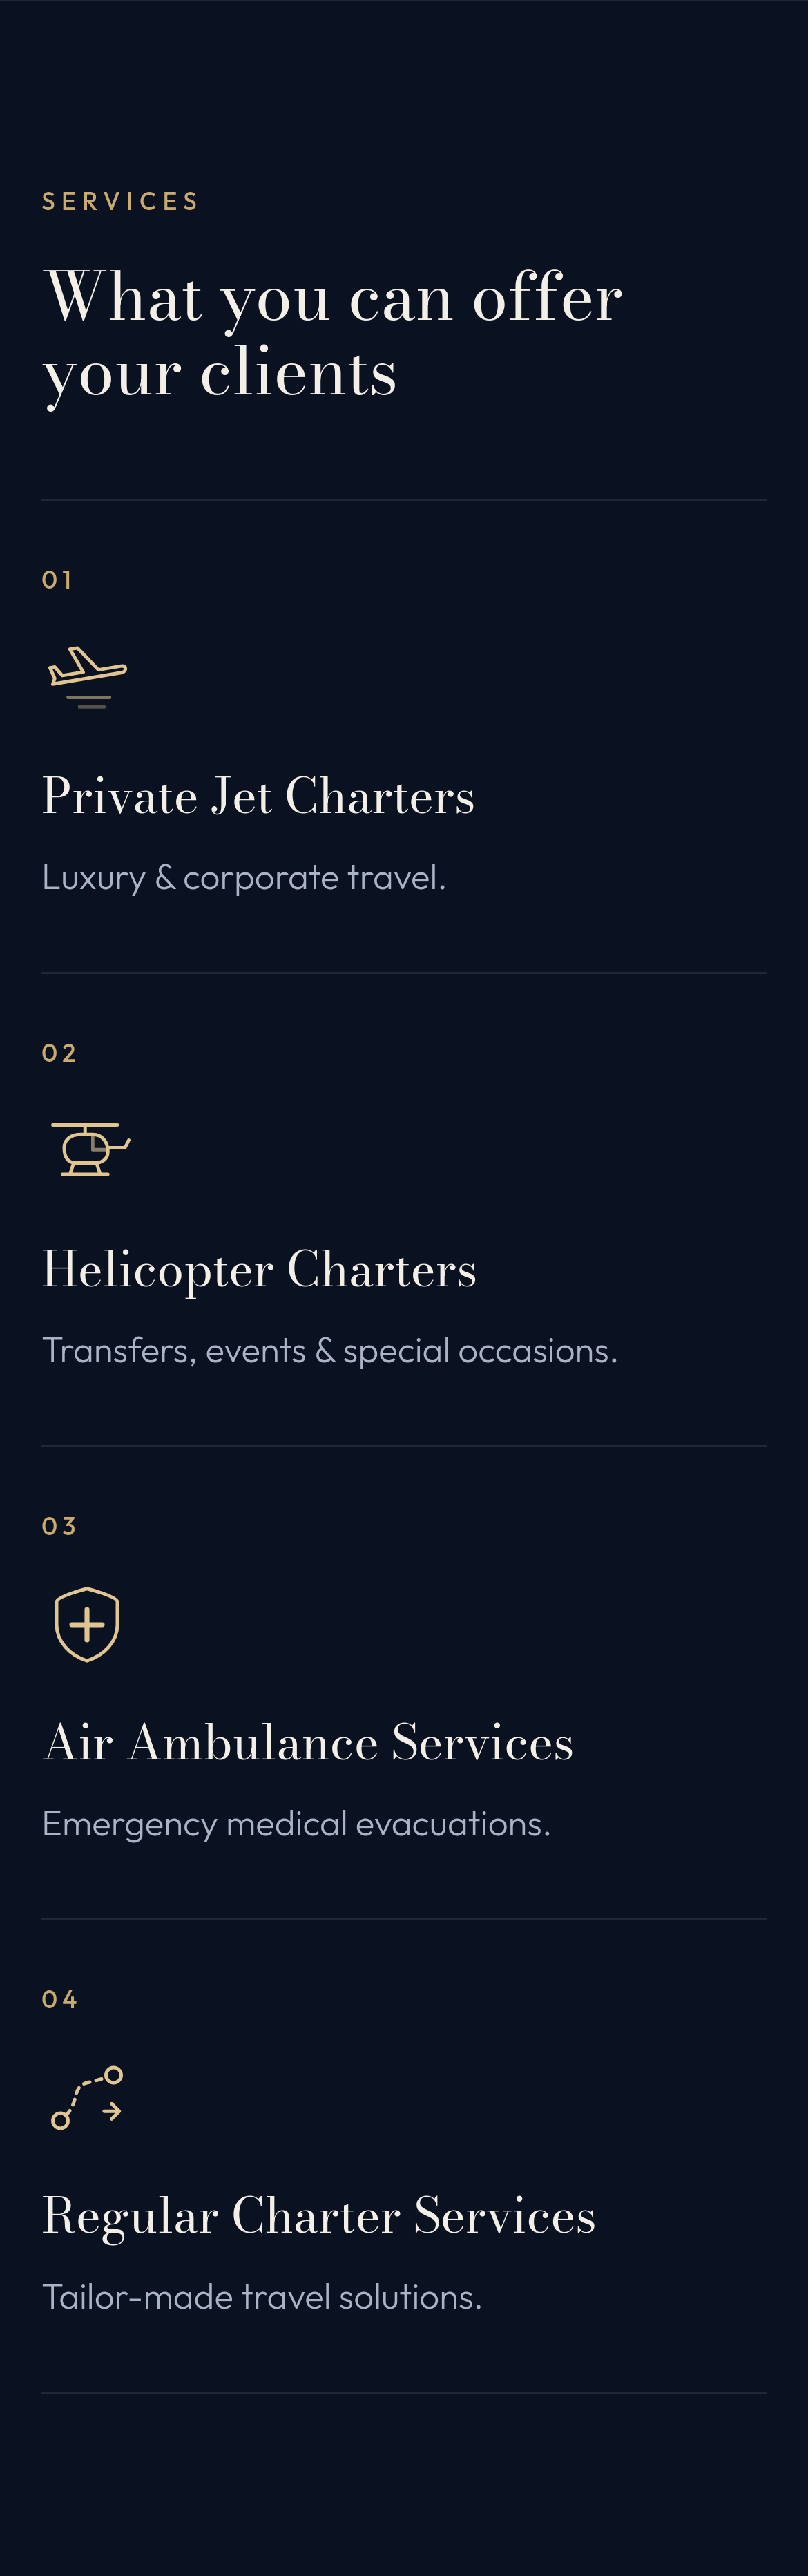 SERVICES
What you can offer
your clients
01
Private Jet Charters
Luxury & corporate travel.
02
Helicopter Charters
Transfers, events & special occasions.
03
Air Ambulance Services
Emergency medical evacuations.
04
Regular Charter Services
Tailor-made travel solutions.